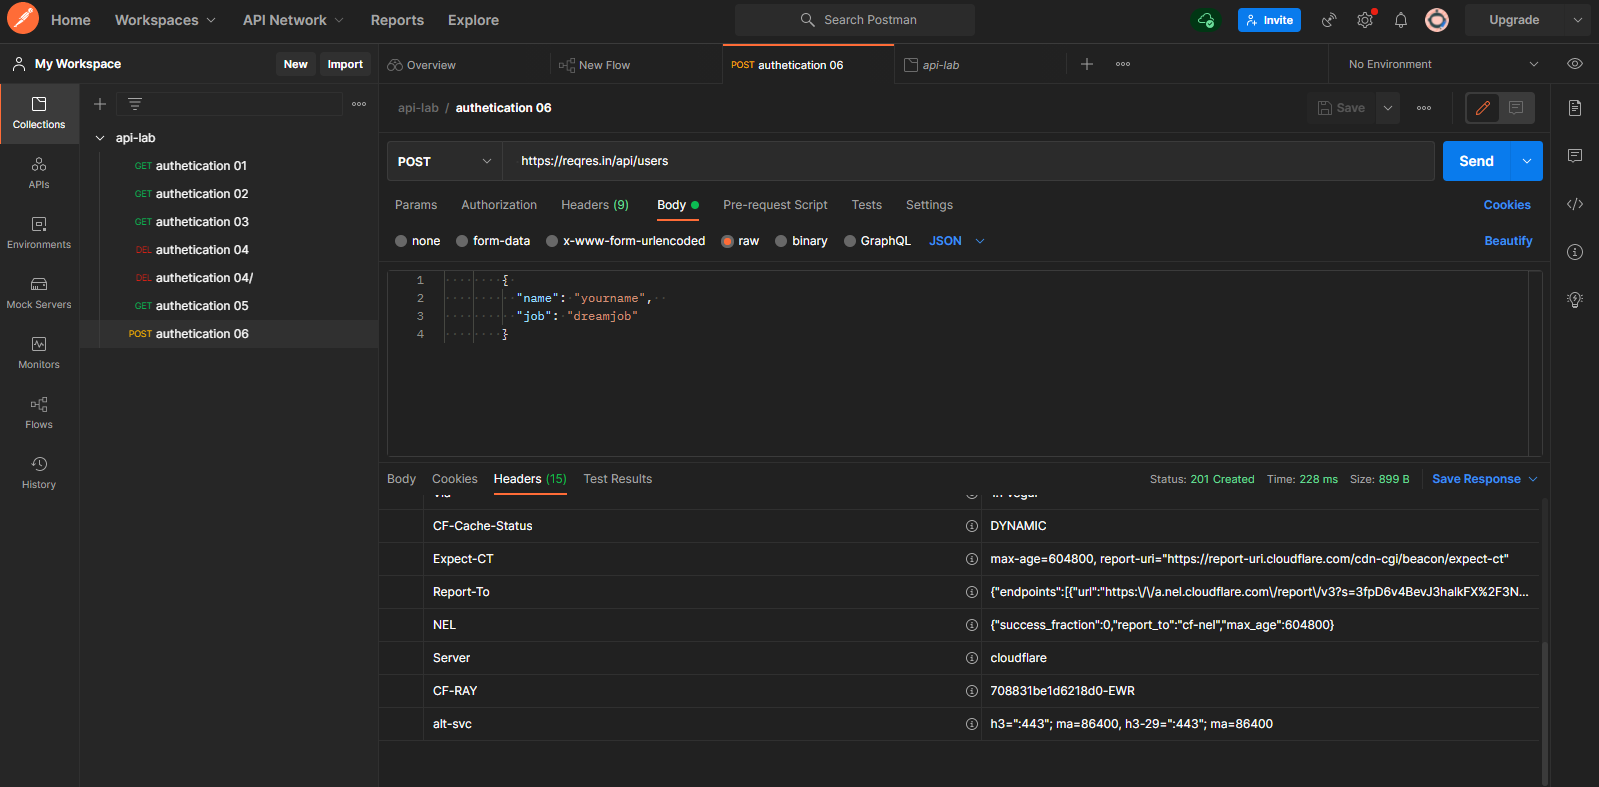 Home Workspaces API Network Reports Explore Search Postman Invite Upgrade
My Workspace New Import Overview New Flow POST authetication 06 api-lab No Environment
Collections
APIs
Environments
Mock Servers
Monitors
Flows
History
api-lab
GET authetication 01
GET authetication 02
GET authetication 03
DEL authetication 04
DEL authetication 04/
GET authetication 05
POST authetication 06
api-lab / authetication 06 Save
POST https://reqres.in/api/users Send
Params Authorization Headers (9) Body Pre-request Script Tests Settings Cookies
none form-data x-www-form-urlencoded raw binary GraphQL JSON Beautify
1 {
2 "name": "yourname",
3 "job": "dreamjob"
4 }
Body Cookies Headers (15) Test Results Status: 201 Created Time: 228 ms Size: 899 B Save Response
Via 1.1 vegur
CF-Cache-Status DYNAMIC
Expect-CT max-age=604800, report-uri="https://report-uri.cloudflare.com/cdn-cgi/beacon/expect-ct"
Report-To {"endpoints":[{"url":"https:\/\/a.nel.cloudflare.com\/report\/v3?s=3fpD6v4BevJ3halkFX%2F3N...
NEL {"success_fraction":0,"report_to":"cf-nel","max_age":604800}
Server cloudflare
CF-RAY 708831be1d6218d0-EWR
alt-svc h3=":443"; ma=86400, h3-29=":443"; ma=86400